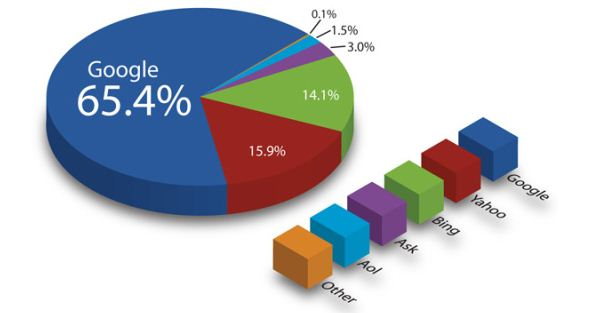 0.1%
1.5%
3.0%
Google
65.4%
14.1%
15.9%
Google
Yahoo
Bing
Ask
Aol
Other